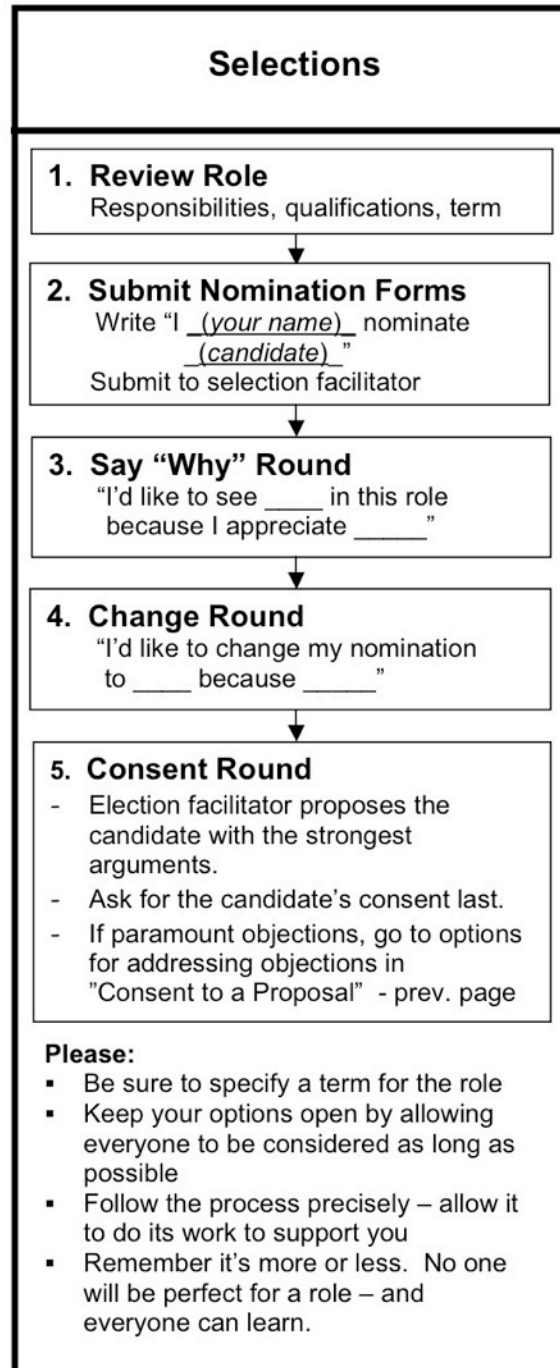 Selections
1. Review Role
Responsibilities, qualifications, term
2. Submit Nomination Forms
Write “I _(your name)_ nominate
_(candidate)_”
Submit to selection facilitator
3. Say “Why” Round
“I’d like to see ____ in this role
because I appreciate _____”
4. Change Round
“I’d like to change my nomination
to ____ because _____”
5. Consent Round
- Election facilitator proposes the
candidate with the strongest
arguments.
- Ask for the candidate’s consent last.
- If paramount objections, go to options
for addressing objections in
”Consent to a Proposal” - prev. page
Please:
▪ Be sure to specify a term for the role
▪ Keep your options open by allowing
everyone to be considered as long as
possible
▪ Follow the process precisely – allow it
to do its work to support you
▪ Remember it’s more or less. No one
will be perfect for a role – and
everyone can learn.